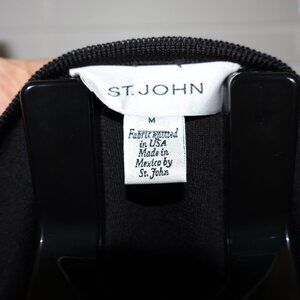 ST. JOHN
M
Fabric knitted
in USA
Made in
Mexico by
St. John